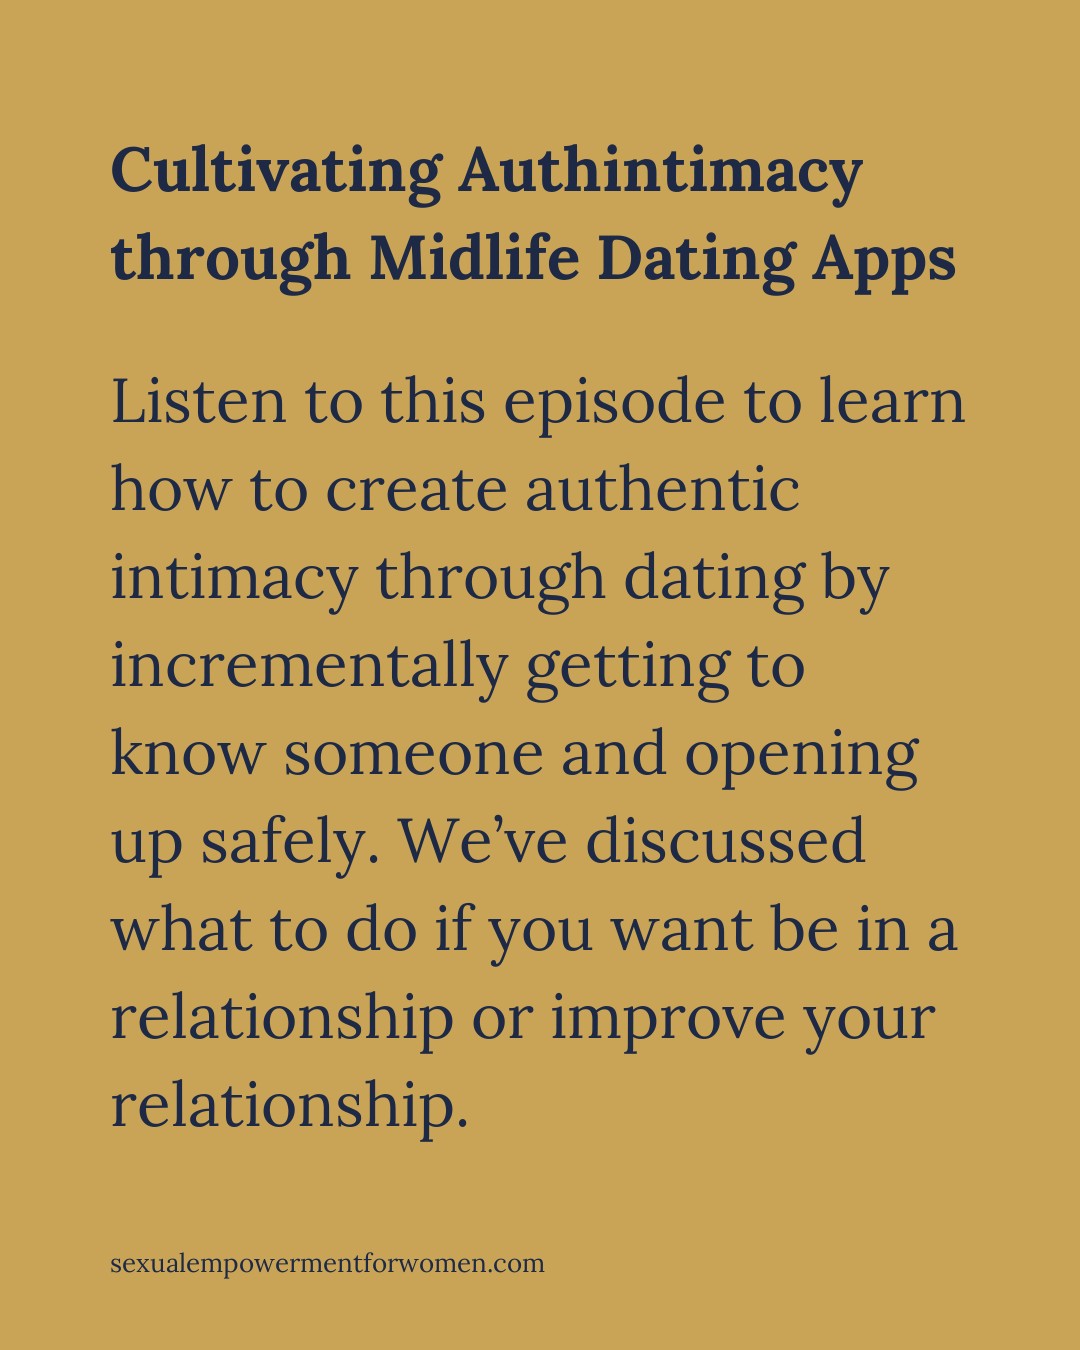 Cultivating Authintimacy
through Midlife Dating Apps
Listen to this episode to learn
how to create authentic
intimacy through dating by
incrementally getting to
know someone and opening
up safely. We’ve discussed
what to do if you want be in a
relationship or improve your
relationship.
sexualempowermentforwomen.com